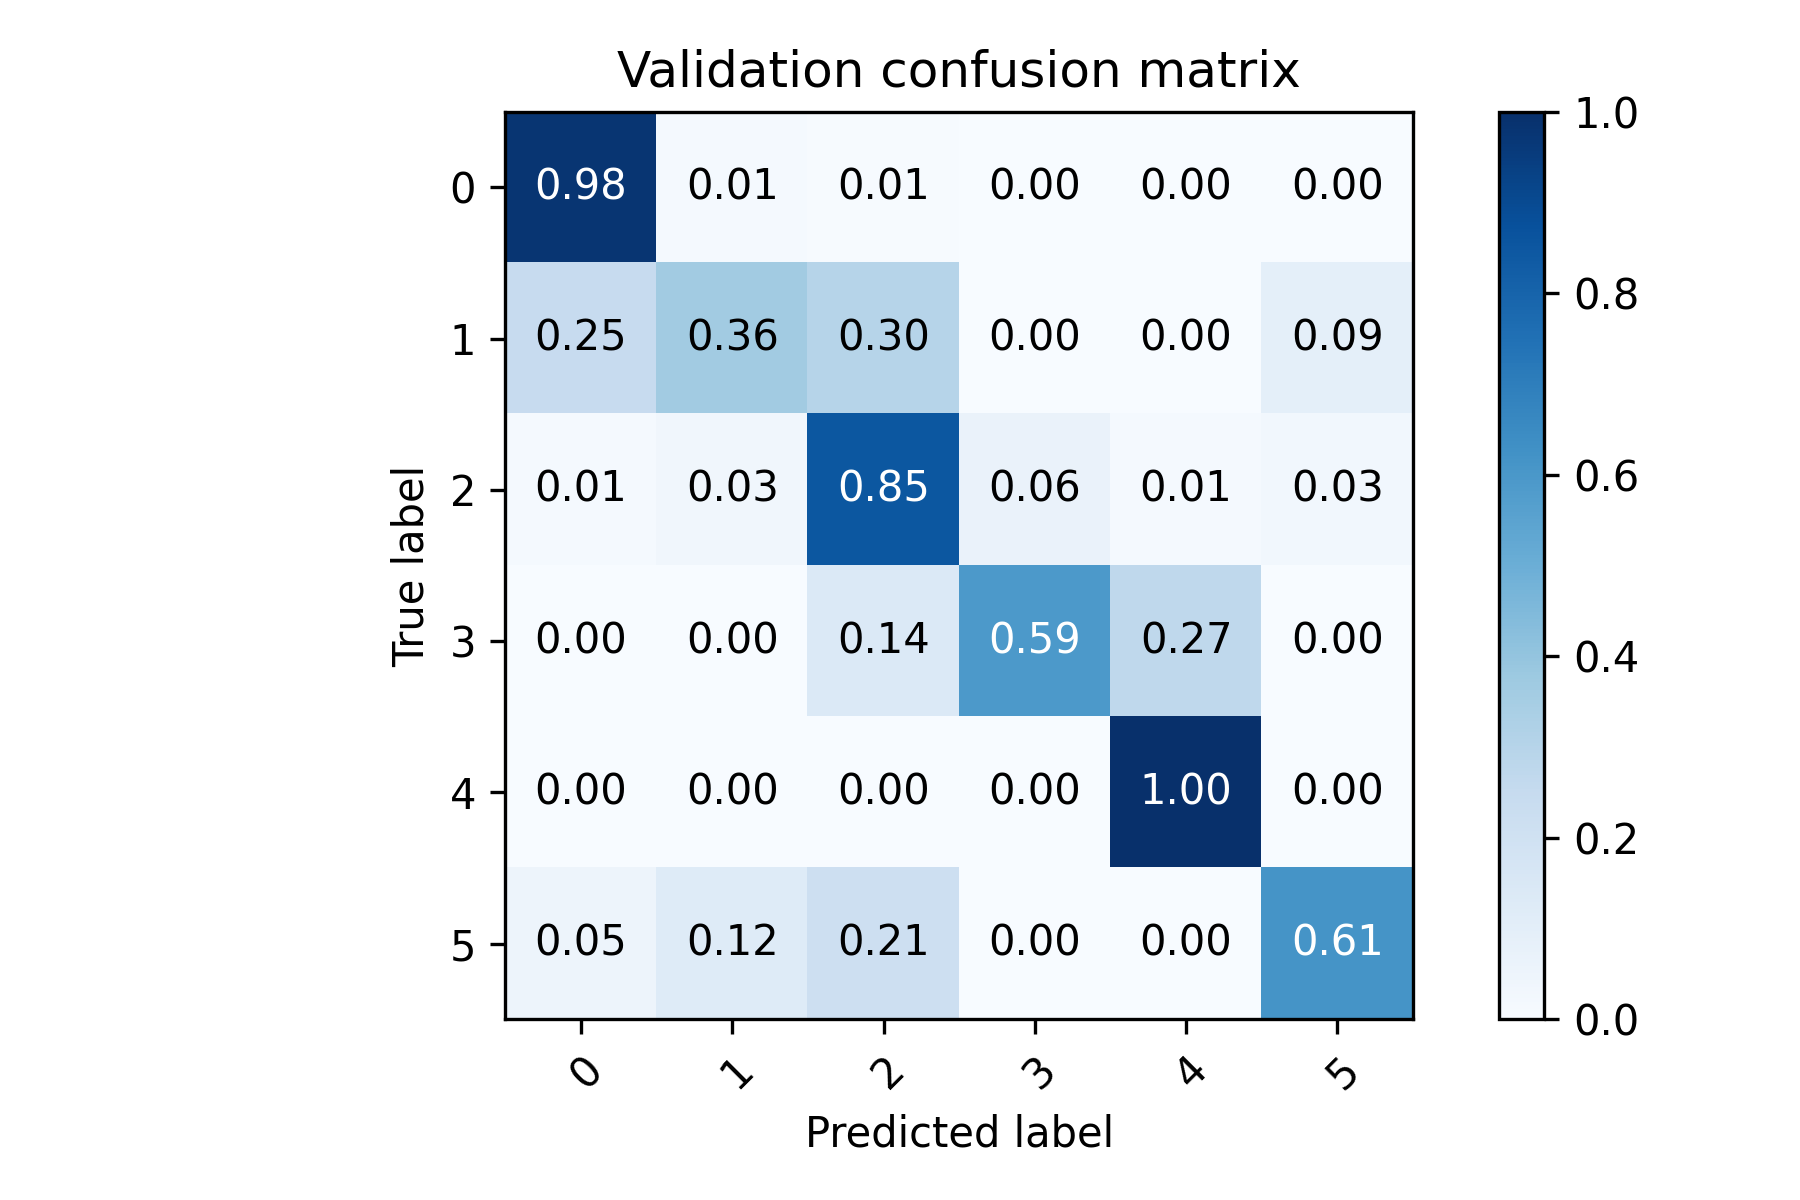 Validation confusion matrix
0 0.98 0.01 0.01 0.00 0.00 0.00
1 0.25 0.36 0.30 0.00 0.00 0.09
2 0.01 0.03 0.85 0.06 0.01 0.03
3 0.00 0.00 0.14 0.59 0.27 0.00
4 0.00 0.00 0.00 0.00 1.00 0.00
5 0.05 0.12 0.21 0.00 0.00 0.61
True label
0 1 2 3 4 5
Predicted label
1.0
0.8
0.6
0.4
0.2
0.0